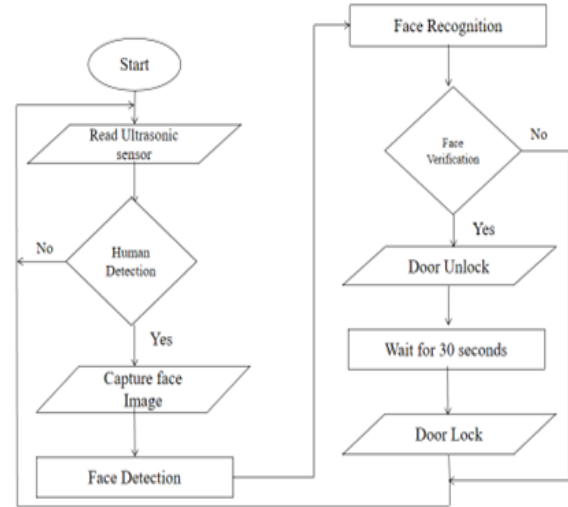 Start
Read Ultrasonic
sensor
Human
Detection
No
Yes
Capture face
Image
Face Detection
Face Recognition
Face
Verification
No
Yes
Door Unlock
Wait for 30 seconds
Door Lock